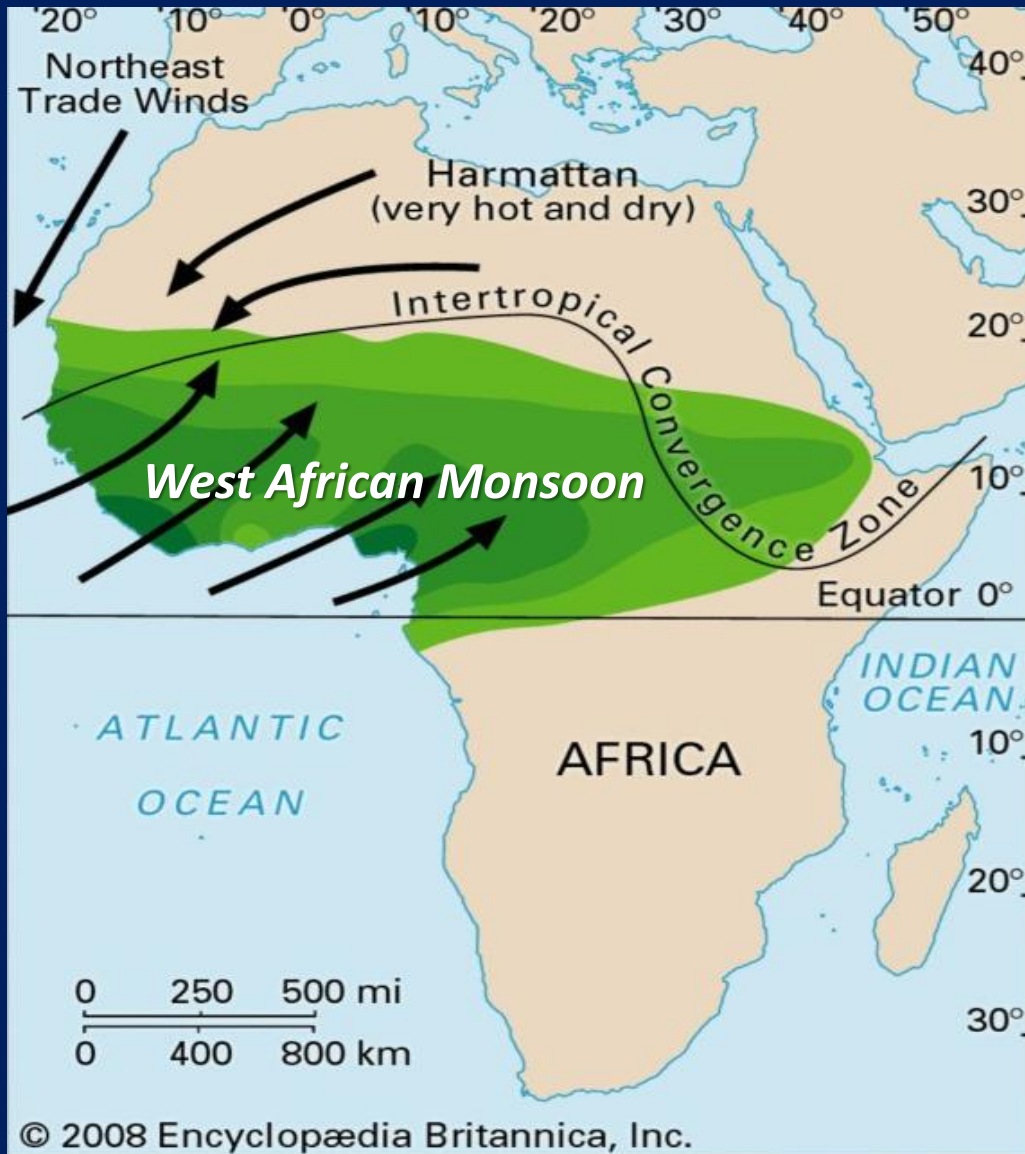 20° 10° 0° 10° 20° 30° 40° 50°
40°
Northeast
Trade Winds
Harmattan
(very hot and dry)
30°
Intertropical Convergence Zone
20°
West African Monsoon
10°
Equator 0°
INDIAN
OCEAN
ATLANTIC
OCEAN
10°
AFRICA
20°
0 250 500 mi
0 400 800 km
30°
© 2008 Encyclopædia Britannica, Inc.